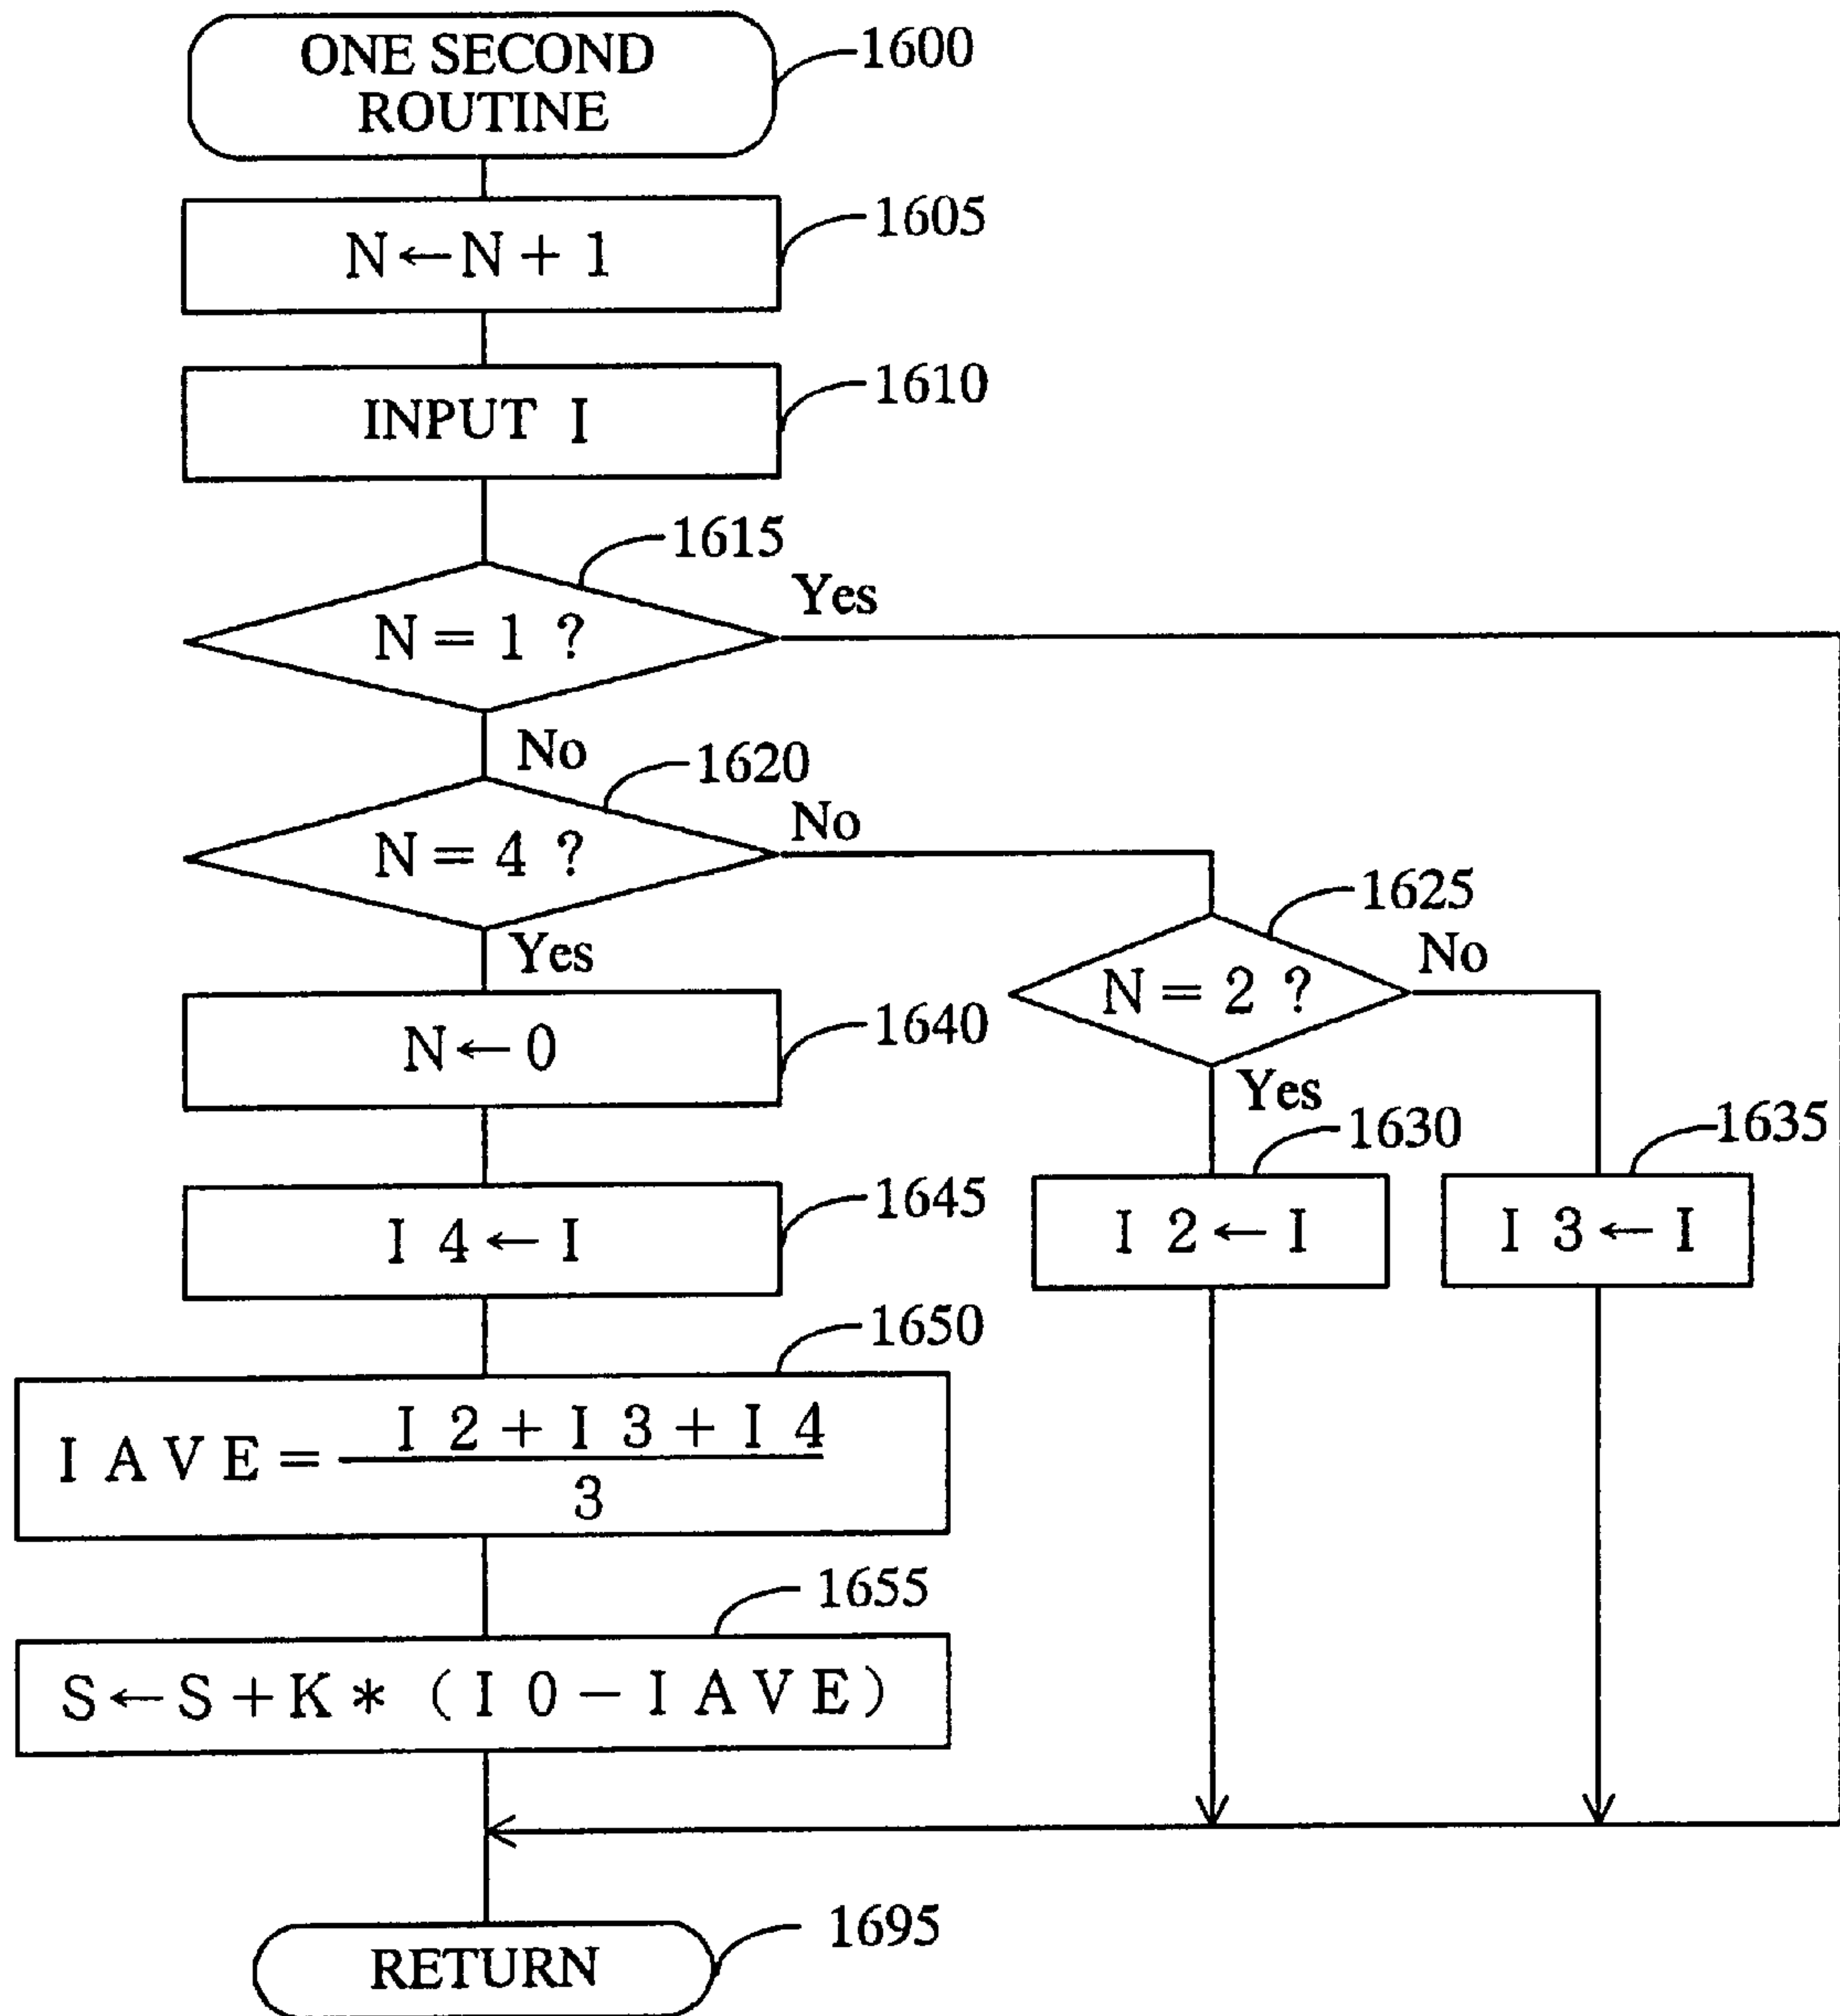 ONE SECOND
ROUTINE
1600
N←N+1
1605
INPUT I
1610
1615
N=1 ?
Yes
No
1620
N=4 ?
No
Yes
1625
N=2 ?
No
Yes
N←0
1640
1630
1635
I 4←I
1645
I 2←I
I 3←I
1650
I AVE= I 2+I 3+I 4
3
1655
S←S+K* (I 0−I AVE)
RETURN
1695